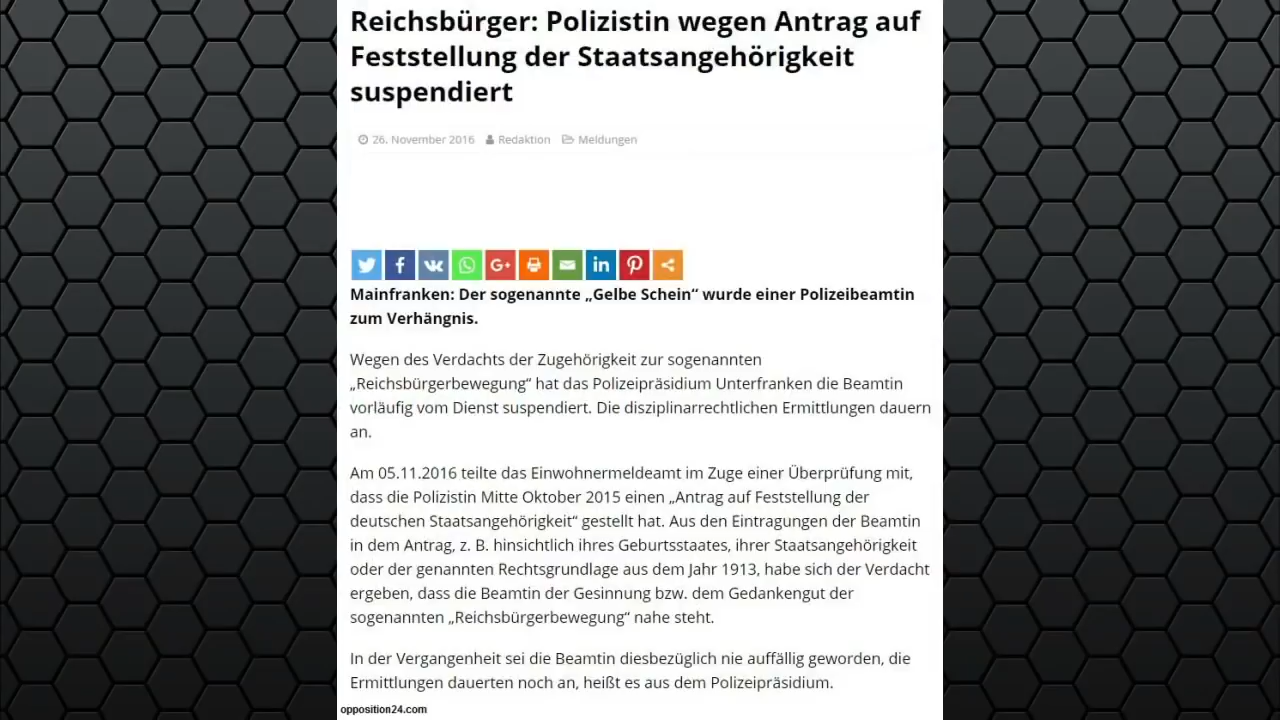 Reichsbürger: Polizistin wegen Antrag auf
Feststellung der Staatsangehörigkeit
suspendiert
26. November 2016 Redaktion Meldungen
G+ in
Mainfranken: Der sogenannte „Gelbe Schein“ wurde einer Polizeibeamtin
zum Verhängnis.
Wegen des Verdachts der Zugehörigkeit zur sogenannten
„Reichsbürgerbewegung“ hat das Polizeipräsidium Unterfranken die Beamtin
vorläufig vom Dienst suspendiert. Die disziplinarrechtlichen Ermittlungen dauern
an.
Am 05.11.2016 teilte das Einwohnermeldeamt im Zuge einer Überprüfung mit,
dass die Polizistin Mitte Oktober 2015 einen „Antrag auf Feststellung der
deutschen Staatsangehörigkeit“ gestellt hat. Aus den Eintragungen der Beamtin
in dem Antrag, z. B. hinsichtlich ihres Geburtsstaates, ihrer Staatsangehörigkeit
oder der genannten Rechtsgrundlage aus dem Jahr 1913, habe sich der Verdacht
ergeben, dass die Beamtin der Gesinnung bzw. dem Gedankengut der
sogenannten „Reichsbürgerbewegung“ nahe steht.
In der Vergangenheit sei die Beamtin diesbezüglich nie auffällig geworden, die
Ermittlungen dauerten noch an, heißt es aus dem Polizeipräsidium.
opposition24.com